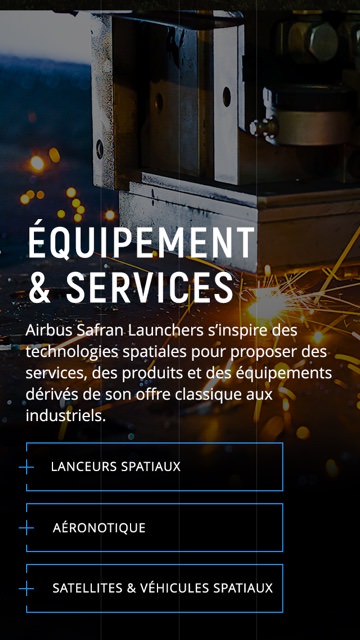 ÉQUIPEMENT
& SERVICES
Airbus Safran Launchers s’inspire des
technologies spatiales pour proposer des
services, des produits et des équipements
dérivés de son offre classique aux
industriels.
LANCEURS SPATIAUX
AÉRONOTIQUE
SATELLITES & VÉHICULES SPATIAUX